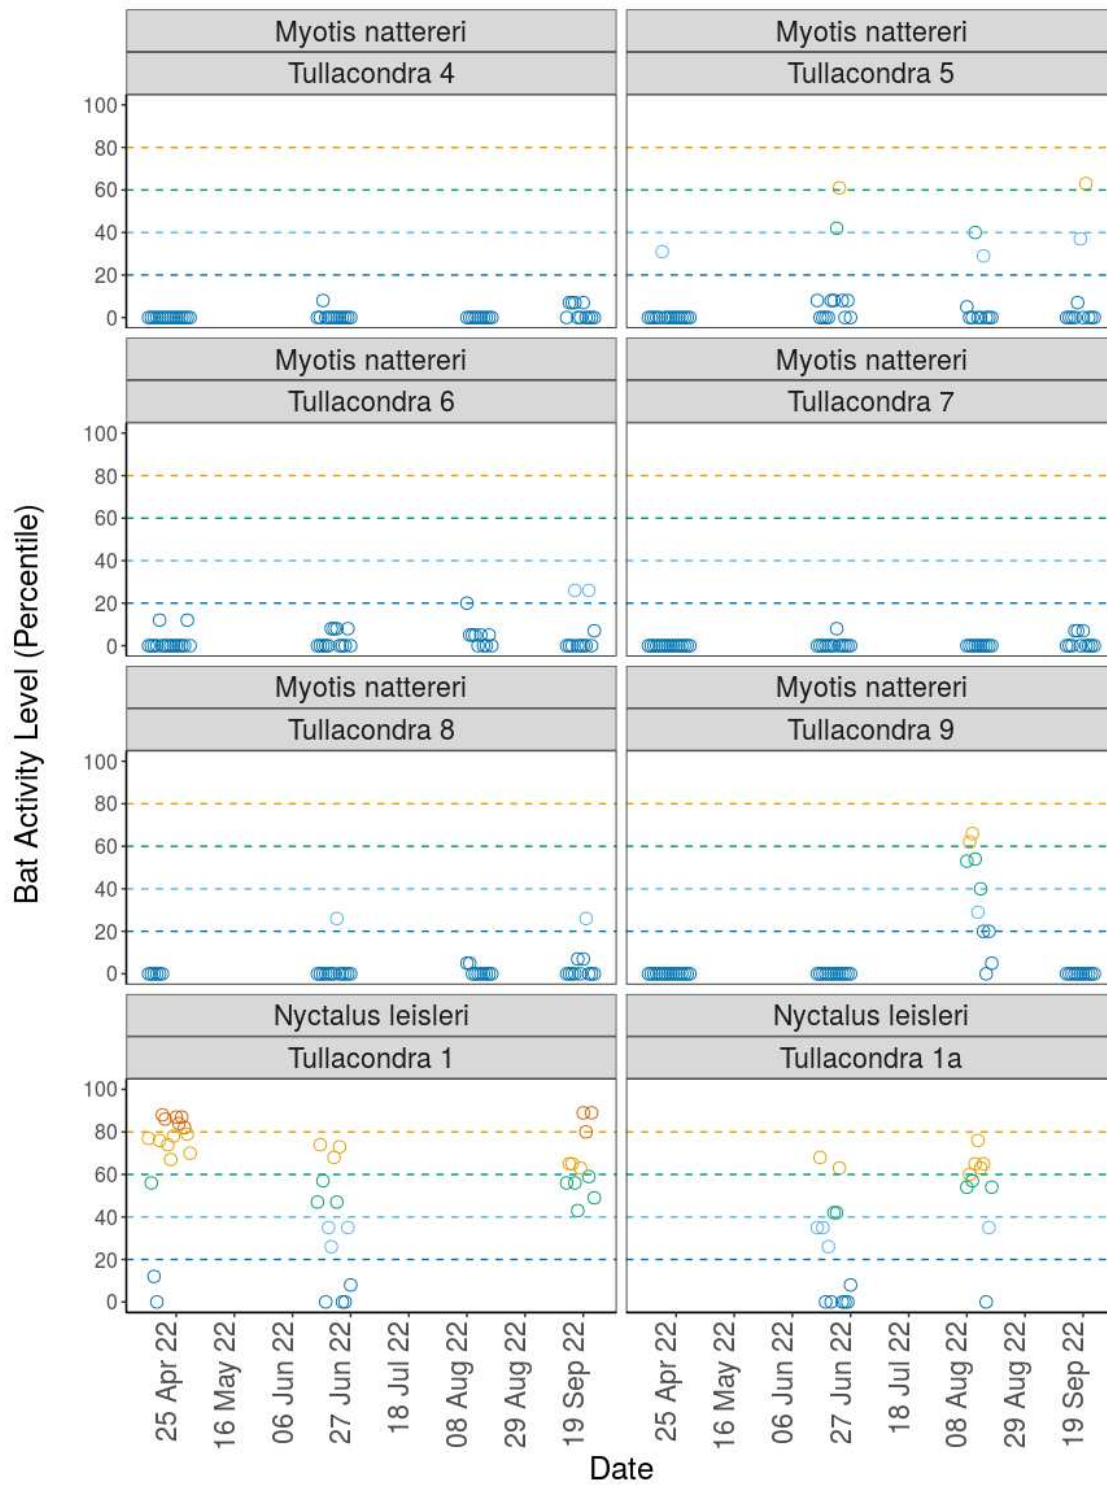 Myotis nattereri
Myotis nattereri
Tullacondra 4
Tullacondra 5
100
80
60
40
20
0
Myotis nattereri
Myotis nattereri
Tullacondra 6
Tullacondra 7
100
80
60
40
20
0
Myotis nattereri
Myotis nattereri
Tullacondra 8
Tullacondra 9
100
80
60
40
20
0
Nyctalus leisleri
Nyctalus leisleri
Tullacondra 1
Tullacondra 1a
100
80
60
40
20
0
Bat Activity Level (Percentile)
25 Apr 22
16 May 22
06 Jun 22
27 Jun 22
18 Jul 22
08 Aug 22
29 Aug 22
19 Sep 22
25 Apr 22
16 May 22
06 Jun 22
27 Jun 22
18 Jul 22
08 Aug 22
29 Aug 22
19 Sep 22
Date